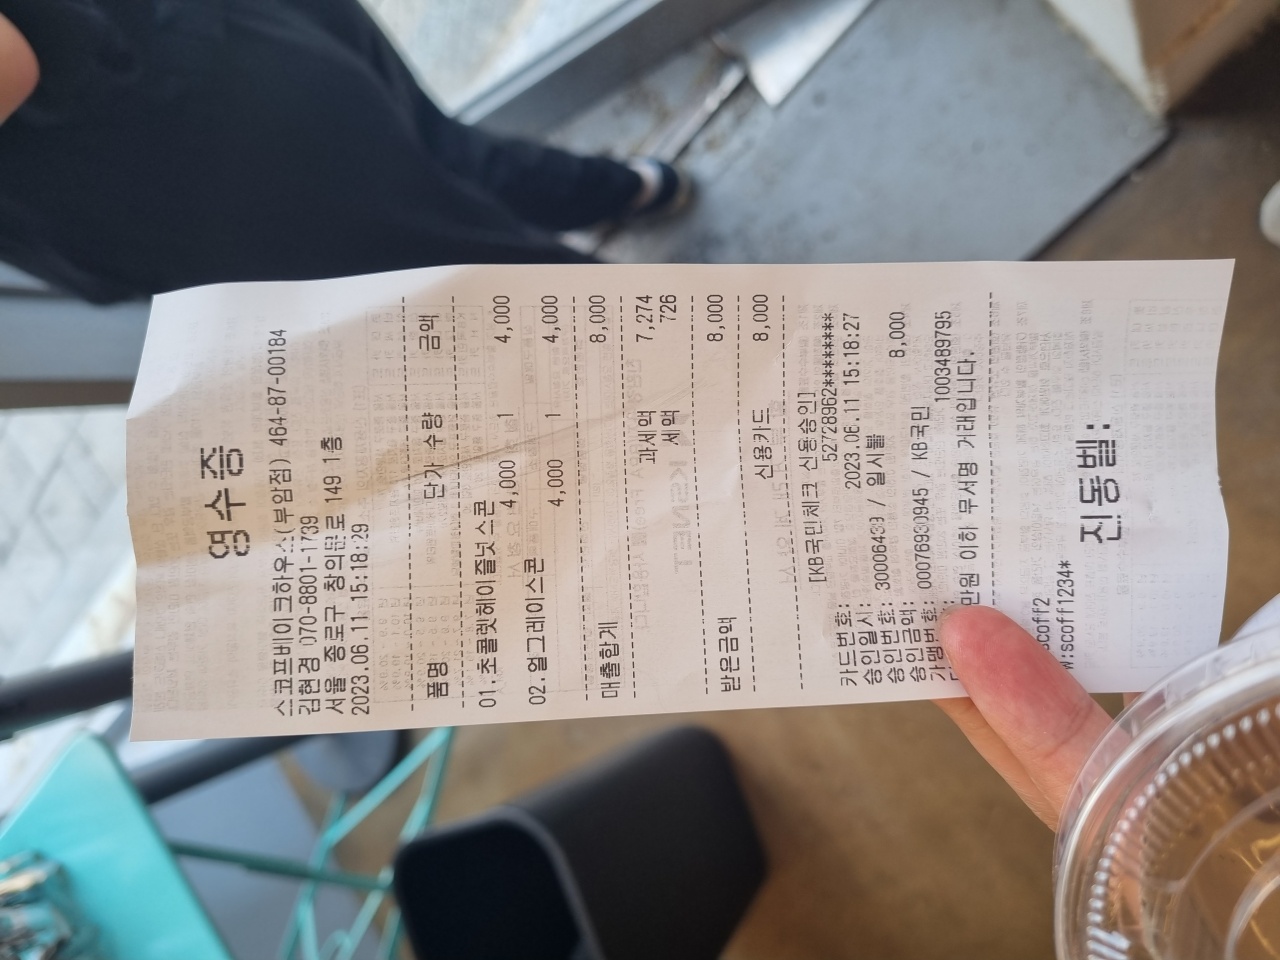 영수증
스코프베이크하우스(부암점) 464-87-00184
김현경 070-8801-1739
서울 종로구 창의문로 149 1층
2023.06.11 15:18:29
품명 단가 수량 금액
01.초콜렛헤이즐넛스콘
4,000 1 4,000
02.얼그레이스콘
4,000 1 4,000
매출합계 8,000
과세액 7,274
세액 726
받은금액 8,000
신용카드 8,000
[KB국민체크 신용승인]
카드번호: 52728962********
승인일시: 2023.06.11 15:18:27
승인번호: 30006439 / 일시불
승인금액: 8,000
가맹번호: 00076930945 / KB국민
1003489795
만원 이하 무서명 거래입니다.
scoff2
w:scoff1234*
진동벨: